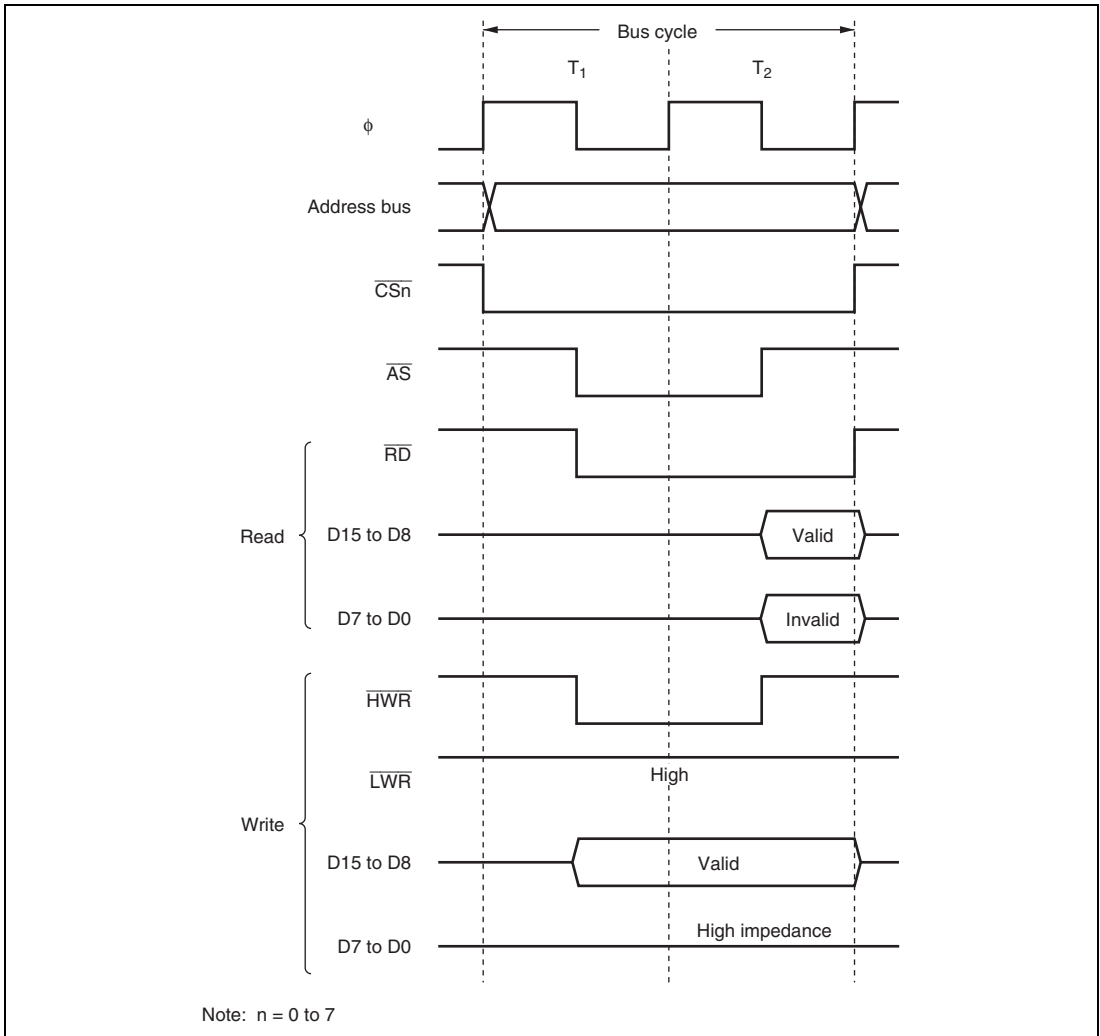 Bus cycle
T1 T2
φ
Address bus
CSn
AS
RD
Read
D15 to D8 Valid
D7 to D0 Invalid
HWR
LWR High
Write
D15 to D8 Valid
D7 to D0 High impedance
Note: n = 0 to 7